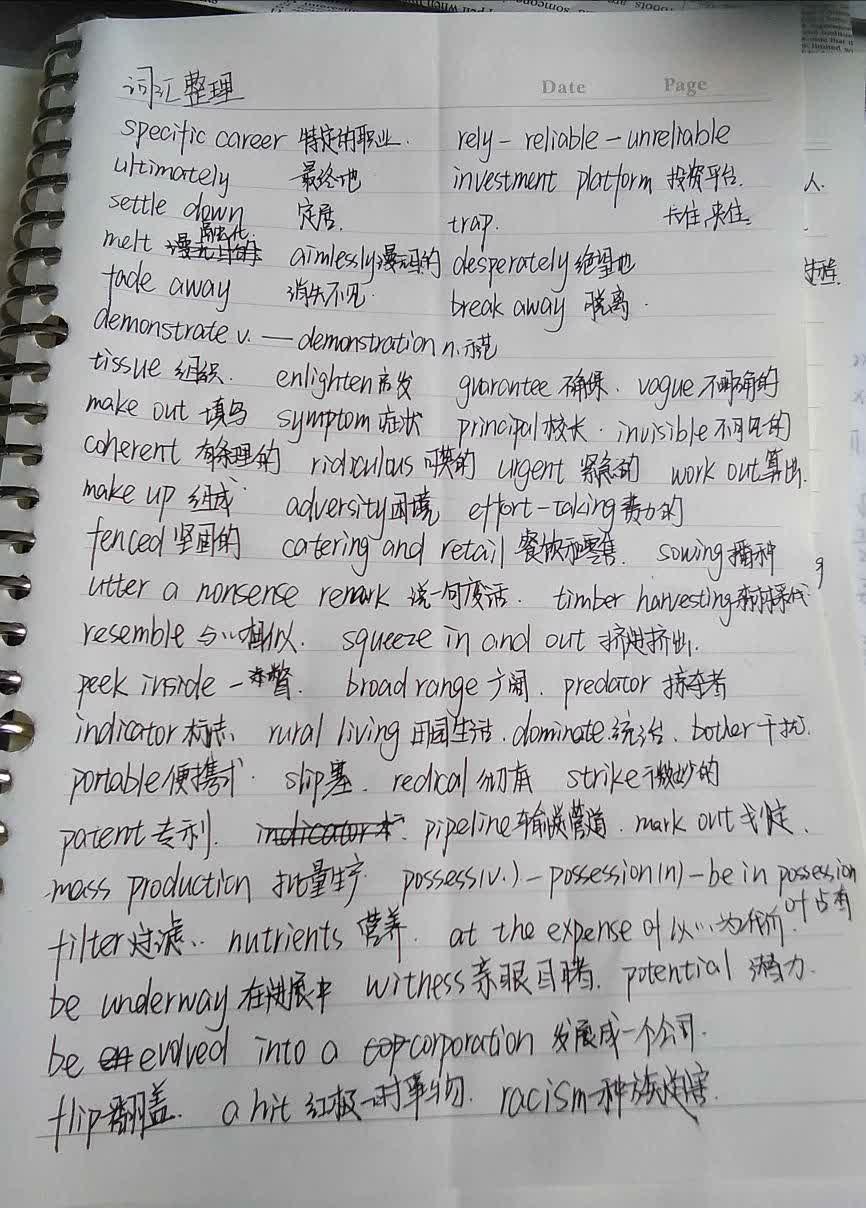 Date Page
词汇整理
specific career 特定的职业. rely - reliable - unreliable
ultimately 最终地 investment platform 投资平台.
settle down 定居. trap. 卡住,夹住.
melt 融化 aimlessly 漫无目的 desperately 绝望地
fade away 消失不见. break away 脱离.
demonstrate v. — demonstration n. 示范
tissue 组织. enlighten 启发 guarantee 确保. vague 不明确的
make out 填写 symptom 症状 principal 校长. invisible 不可见的
coherent 有条理的 ridiculous 可笑的 urgent 紧急的 work out 算出.
make up 组成 adversity 困境 effort-taking 费力的
fenced 坚固的 catering and retail 餐饮和零售. sowing 播种
utter a nonsense remark 说一句废话. timber harvesting 森林采伐
resemble 与…相似. squeeze in and out 挤进挤出.
peek inside 一瞥. broad range 广阔. predator 掠夺者
indicator 标志. rural living 田园生活. dominate 统治. bother 干扰.
portable 便携式. slip 塞. redical 彻底 strike 微妙的
patent 专利. indicator pipeline 输送管道. mark out 划定.
mass production 批量生产. possess(v.) - possession(n) - be in possession of 占有
filter 过滤.. nutrients 营养. at the expense of 以…为代价.
be underway 在进展中 witness 亲眼目睹. potential 潜力.
be evolved into a corporation 发展成一个公司.
flip 翻盖. a hit 红极一时事物. racism 种族迫害.